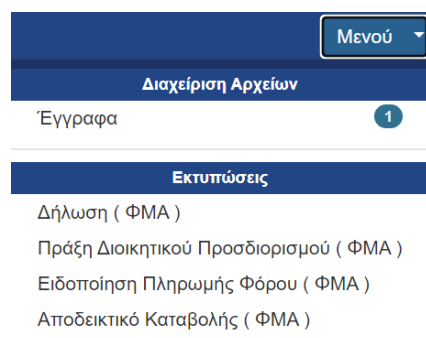 Μενού
Διαχείριση Αρχείων
Έγγραφα 1
Εκτυπώσεις
Δήλωση ( ΦΜΑ )
Πράξη Διοικητικού Προσδιορισμού ( ΦΜΑ )
Ειδοποίηση Πληρωμής Φόρου ( ΦΜΑ )
Αποδεικτικό Καταβολής ( ΦΜΑ )